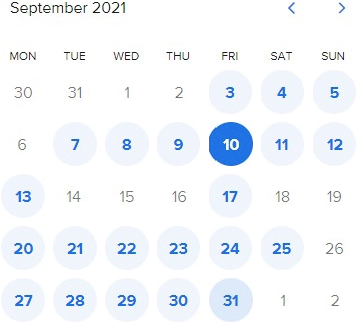 September 2021
MON TUE WED THU FRI SAT SUN
30 31 1 2 3 4 5
6 7 8 9 10 11 12
13 14 15 16 17 18 19
20 21 22 23 24 25 26
27 28 29 30 31 1 2